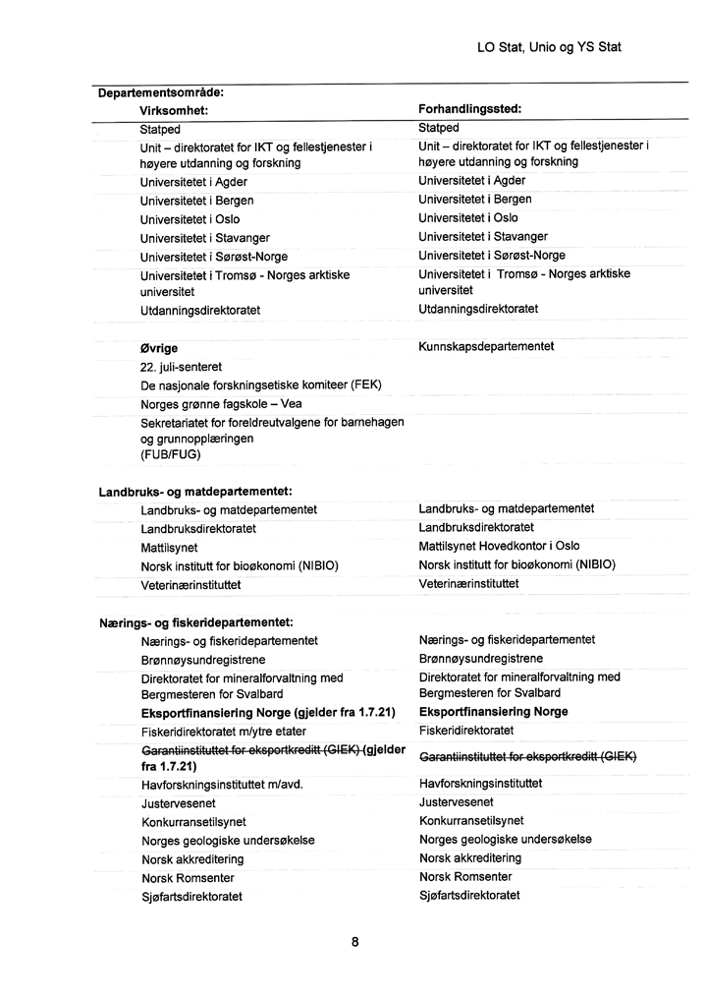 LO Stat, Unio og YS Stat
Departementsområde:
Virksomhet: Forhandlingssted:
Statped Statped
Unit – direktoratet for IKT og fellestjenester i Unit – direktoratet for IKT og fellestjenester i
høyere utdanning og forskning høyere utdanning og forskning
Universitetet i Agder Universitetet i Agder
Universitetet i Bergen Universitetet i Bergen
Universitetet i Oslo Universitetet i Oslo
Universitetet i Stavanger Universitetet i Stavanger
Universitetet i Sørøst-Norge Universitetet i Sørøst-Norge
Universitetet i Tromsø - Norges arktiske Universitetet i Tromsø - Norges arktiske
universitet universitet
Utdanningsdirektoratet Utdanningsdirektoratet
Øvrige Kunnskapsdepartementet
22. juli-senteret
De nasjonale forskningsetiske komiteer (FEK)
Norges grønne fagskole – Vea
Sekretariatet for foreldreutvalgene for barnehagen
og grunnopplæringen
(FUB/FUG)
Landbruks- og matdepartementet:
Landbruks- og matdepartementet Landbruks- og matdepartementet
Landbruksdirektoratet Landbruksdirektoratet
Mattilsynet Mattilsynet Hovedkontor i Oslo
Norsk institutt for bioøkonomi (NIBIO) Norsk institutt for bioøkonomi (NIBIO)
Veterinærinstituttet Veterinærinstituttet
Nærings- og fiskeridepartementet:
Nærings- og fiskeridepartementet Nærings- og fiskeridepartementet
Brønnøysundregistrene Brønnøysundregistrene
Direktoratet for mineralforvaltning med Direktoratet for mineralforvaltning med
Bergmesteren for Svalbard Bergmesteren for Svalbard
Eksportfinansiering Norge (gjelder fra 1.7.21) Eksportfinansiering Norge
Fiskeridirektoratet m/ytre etater Fiskeridirektoratet
Garantiinstituttet for eksportkreditt (GIEK) (gjelder Garantiinstituttet for eksportkreditt (GIEK)
fra 1.7.21)
Havforskningsinstituttet m/avd. Havforskningsinstituttet
Justervesenet Justervesenet
Konkurransetilsynet Konkurransetilsynet
Norges geologiske undersøkelse Norges geologiske undersøkelse
Norsk akkreditering Norsk akkreditering
Norsk Romsenter Norsk Romsenter
Sjøfartsdirektoratet Sjøfartsdirektoratet
8